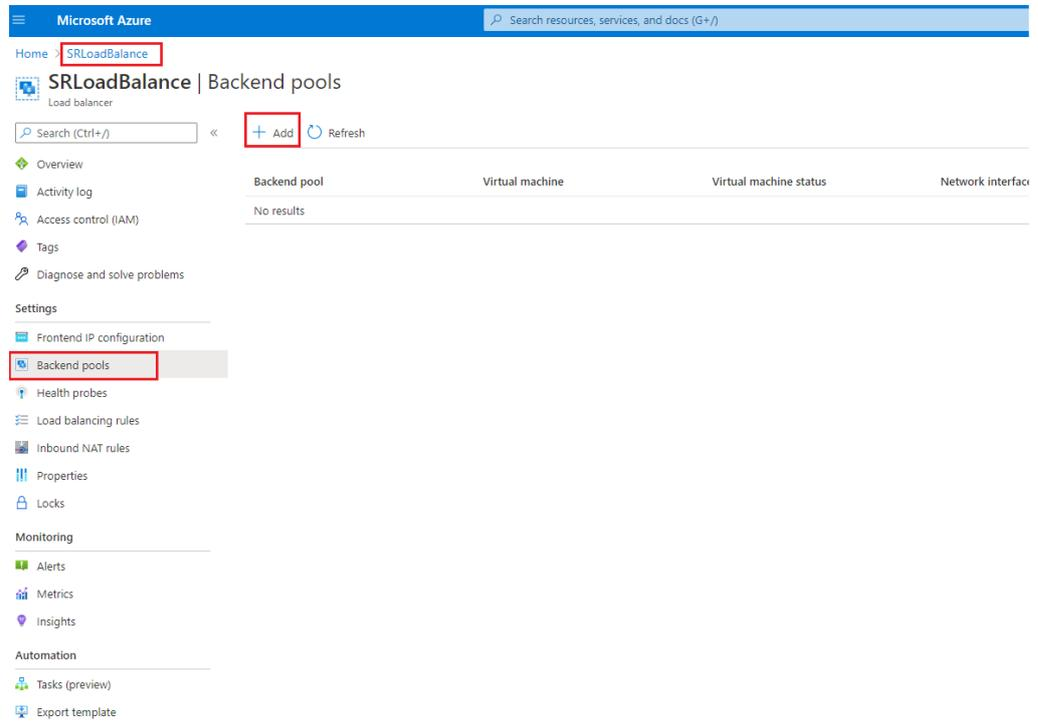 Microsoft Azure
Search resources, services, and docs (G+/)
Home > SRLoadBalance
SRLoadBalance | Backend pools
Load balancer
Search (Ctrl+/) «
+ Add Refresh
Overview
Activity log
Access control (IAM)
Tags
Diagnose and solve problems
Settings
Frontend IP configuration
Backend pools
Health probes
Load balancing rules
Inbound NAT rules
Properties
Locks
Monitoring
Alerts
Metrics
Insights
Automation
Tasks (preview)
Export template
Backend pool Virtual machine Virtual machine status Network interface
No results